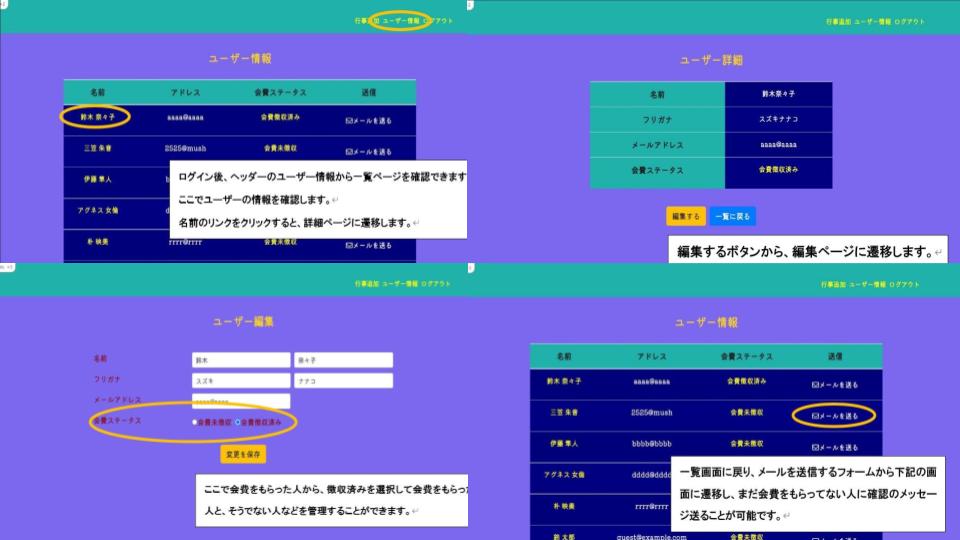 行事追加 ユーザー情報 ログアウト
ユーザー情報
名前 アドレス 会費ステータス 送信
鈴木 奈々子 aaaa@aaaa 会費徴収済み メールを送る
三笠 朱音 2525@mush 会費未徴収 メールを送る
伊藤 隼人 b
アグネス 女倫 d
朴 映美 rrrr@rrrr 会費徴収 メールを送る
ログイン後、ヘッダーのユーザー情報から一覧ページを確認できます
ここでユーザーの情報を確認します。
名前のリンクをクリックすると、詳細ページに遷移します。
行事追加 ユーザー情報 ログアウト
ユーザー詳細
名前 鈴木奈々子
フリガナ スズキナナコ
メールアドレス aaaa@aaaa
会費ステータス 会費徴収済み
編集する 一覧に戻る
編集するボタンから、編集ページに遷移します。
行事追加 ユーザー情報 ログアウト
ユーザー編集
名前 鈴木 奈々子
フリガナ スズキ ナナコ
メールアドレス
会費ステータス 会費未徴収 会費徴収済み
変更を保存
ここで会費をもらった人から、徴収済みを選択して会費をもらっ
人と、そうでない人などを管理することができます。
行事追加 ユーザー情報 ログアウト
ユーザー情報
名前 アドレス 会費ステータス 送信
鈴木 奈々子 aaaa@aaaa 会費徴収済み メールを送る
三笠 朱音 2525@mush 会費未徴収 メールを送る
伊藤 隼人 bbbb@bbbb 会費未徴収 メールを送る
アグネス 女倫 dddd@dddd
朴 映美 rrrr@
鈴 太郎 guest@example.com 会費未徴収 メールを送る
一覧画面に戻り、メールを送信するフォームから下記の画
面に遷移し、まだ会費をもらってない人に確認のメッセー
ジ送ることが可能です。